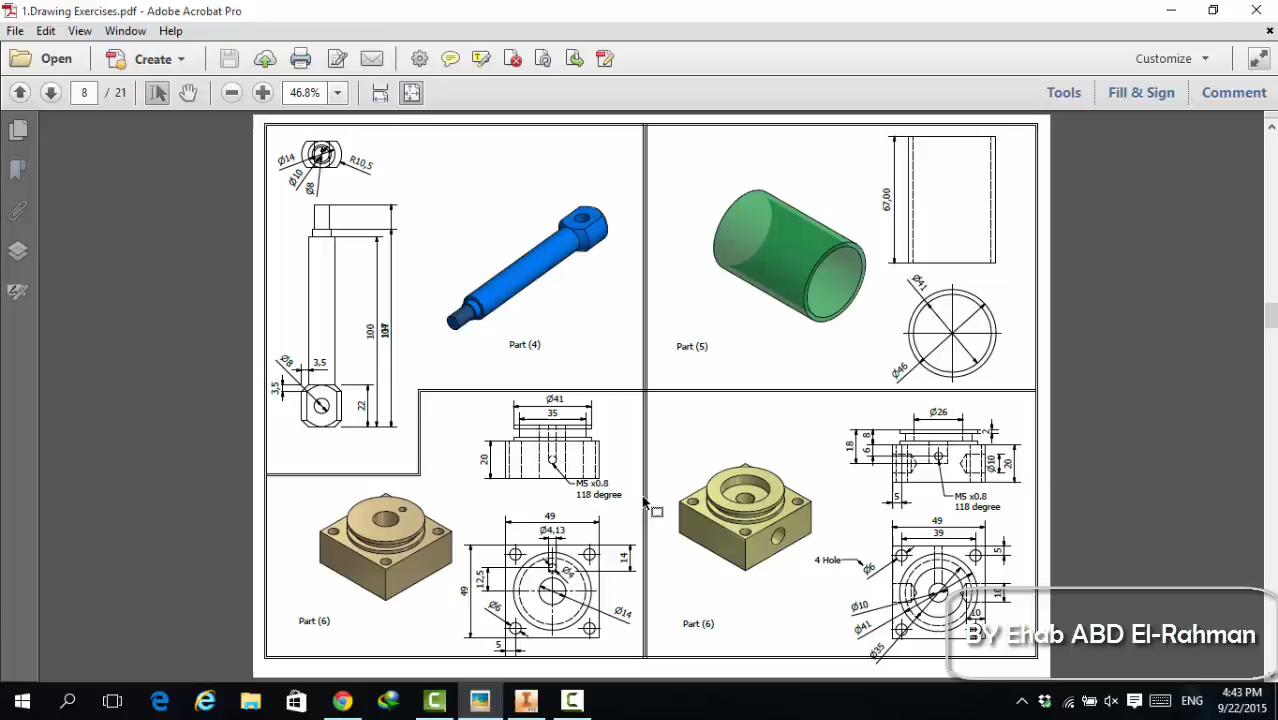 1.Drawing Exercises.pdf - Adobe Acrobat Pro
File Edit View Window Help
Open Create Customize
8 / 21 46.8% Tools Fill & Sign Comment
Ø14
Ø10
Ø8
R10,5
100
Ø8
3,5
3,5
22
Part (4)
67,00
Ø41
Ø46
Part (5)
Ø41
35
20
M5 x0.8
118 degree
49
Ø4,13
14
12,5
49
Ø4
Ø14
Ø6
5
Part (6)
Ø26
18
8
6
2
Ø10
20
5
M5 x0.8
118 degree
49
39
5
4 Hole
Ø6
Ø10
Ø41
Ø35
10
10
Part (6)
BY Ehab ABD El-Rahman
ENG
4:43 PM
9/22/2015